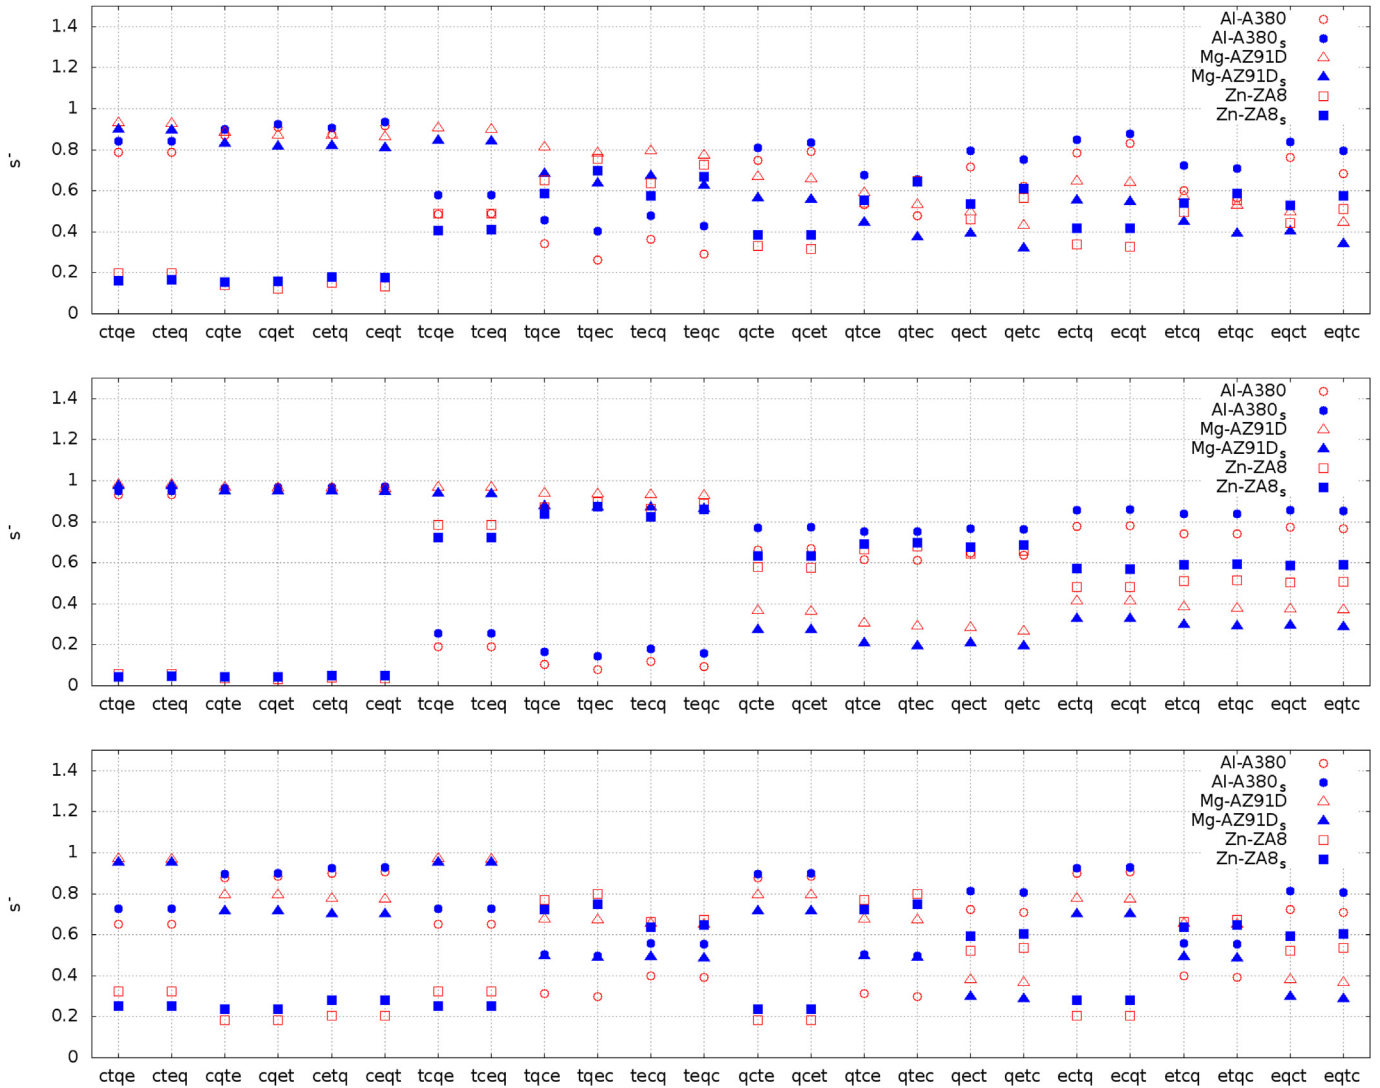 1.4
1.2
1
0.8
0.6
0.4
0.2
0
s⁻
Al-A380
Al-A380s
Mg-AZ91D
Mg-AZ91Ds
Zn-ZA8
Zn-ZA8s
ctqe cteq cqte cqet cetq ceqt tcqe tceq tqce tqec tecq teqc qcte qcet qtce qtec qect qetc ectq ecqt etcq etqc eqct eqtc
1.4
1.2
1
0.8
0.6
0.4
0.2
0
s⁻
Al-A380
Al-A380s
Mg-AZ91D
Mg-AZ91Ds
Zn-ZA8
Zn-ZA8s
ctqe cteq cqte cqet cetq ceqt tcqe tceq tqce tqec tecq teqc qcte qcet qtce qtec qect qetc ectq ecqt etcq etqc eqct eqtc
1.4
1.2
1
0.8
0.6
0.4
0.2
0
s⁻
Al-A380
Al-A380s
Mg-AZ91D
Mg-AZ91Ds
Zn-ZA8
Zn-ZA8s
ctqe cteq cqte cqet cetq ceqt tcqe tceq tqce tqec tecq teqc qcte qcet qtce qtec qect qetc ectq ecqt etcq etqc eqct eqtc